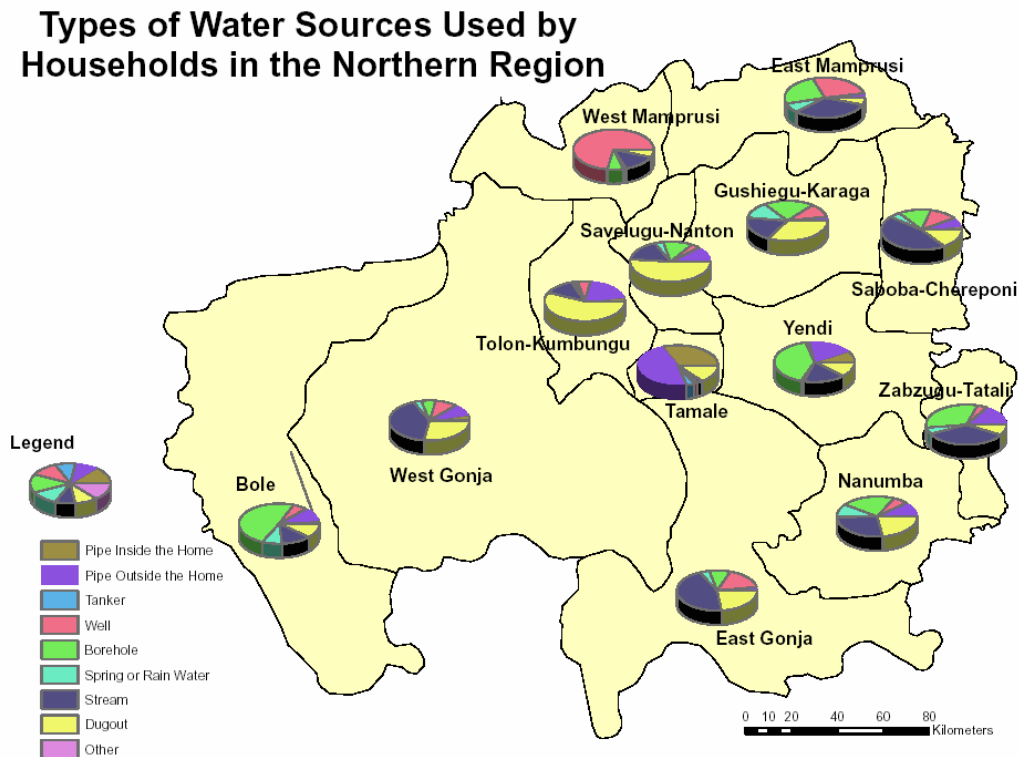 Types of Water Sources Used by
Households in the Northern Region
East Mamprusi
West Mamprusi
Gushiegu-Karaga
Savelugu-Nanton
Saboba-Chereponi
Yendi
Tolon-Kumbungu
Zabzugu-Tatali
Tamale
Legend
West Gonja
Nanumba
Bole
Pipe Inside the Home
Pipe Outside the Home
Tanker
Well
Borehole
Spring or Rain Water
Stream
Dugout
Other
East Gonja
0 10 20 40 60 80
Kilometers